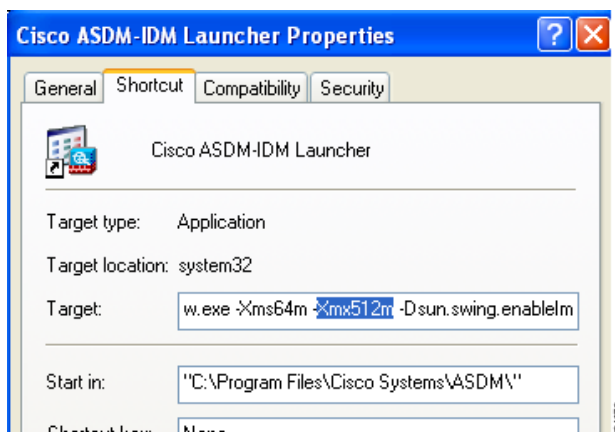 Cisco ASDM-IDM Launcher Properties
General Shortcut Compatibility Security
Cisco ASDM-IDM Launcher
Target type: Application
Target location: system32
Target: w.exe -Xms64m -Xmx512m -Dsun.swing.enableIm
Start in: "C:\Program Files\Cisco Systems\ASDM\"